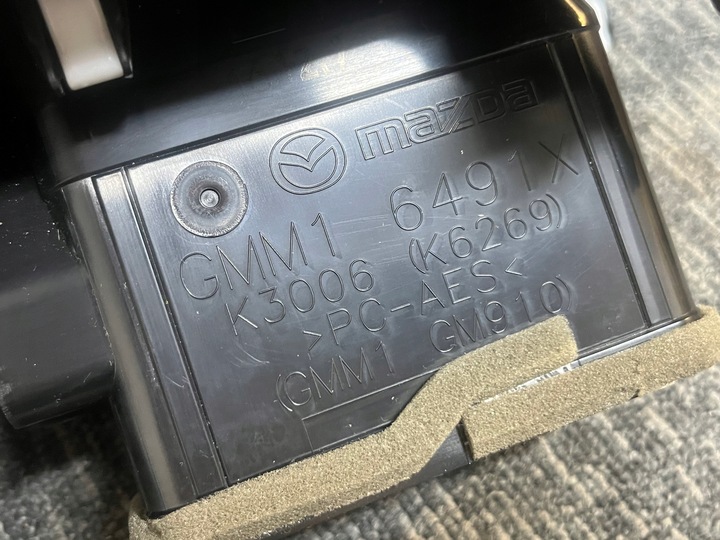 mazda
GMM1 6491X
K3006 (K6269)
>PC-AES<
(GMM1 GM910)